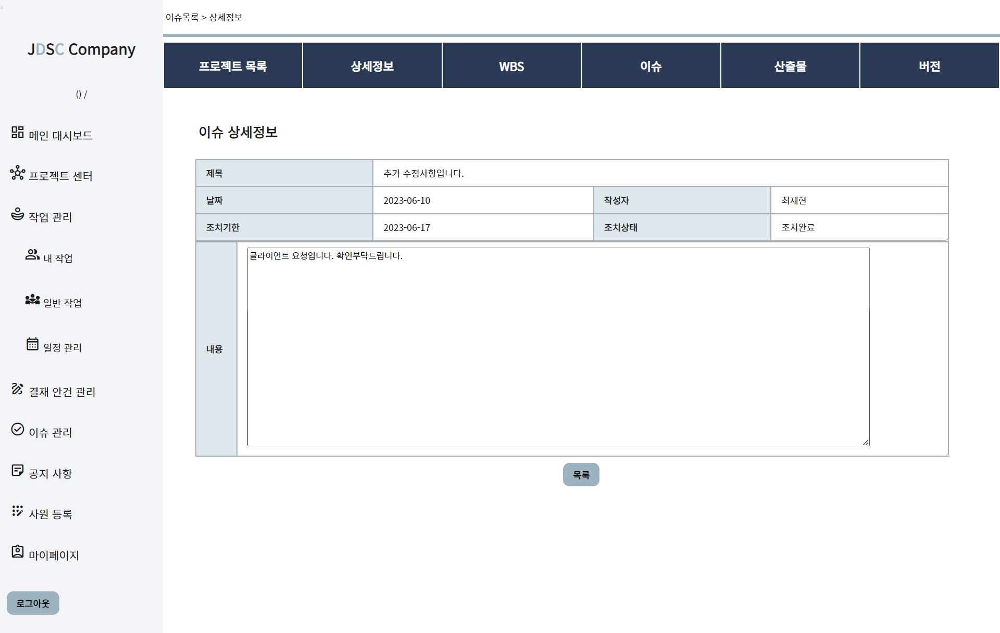 -
JDSC Company
() /
메인 대시보드
프로젝트 센터
작업 관리
내 작업
일반 작업
일정 관리
결재 안건 관리
이슈 관리
공지 사항
사원 등록
마이페이지
로그아웃
이슈목록 > 상세정보
프로젝트 목록 상세정보 WBS 이슈 산출물 버전
이슈 상세정보
제목 추가 수정사항입니다.
날짜 2023-06-10 작성자 최재현
조치기한 2023-06-17 조치상태 조치완료
내용 클라이언트 요청입니다. 확인부탁드립니다.
목록